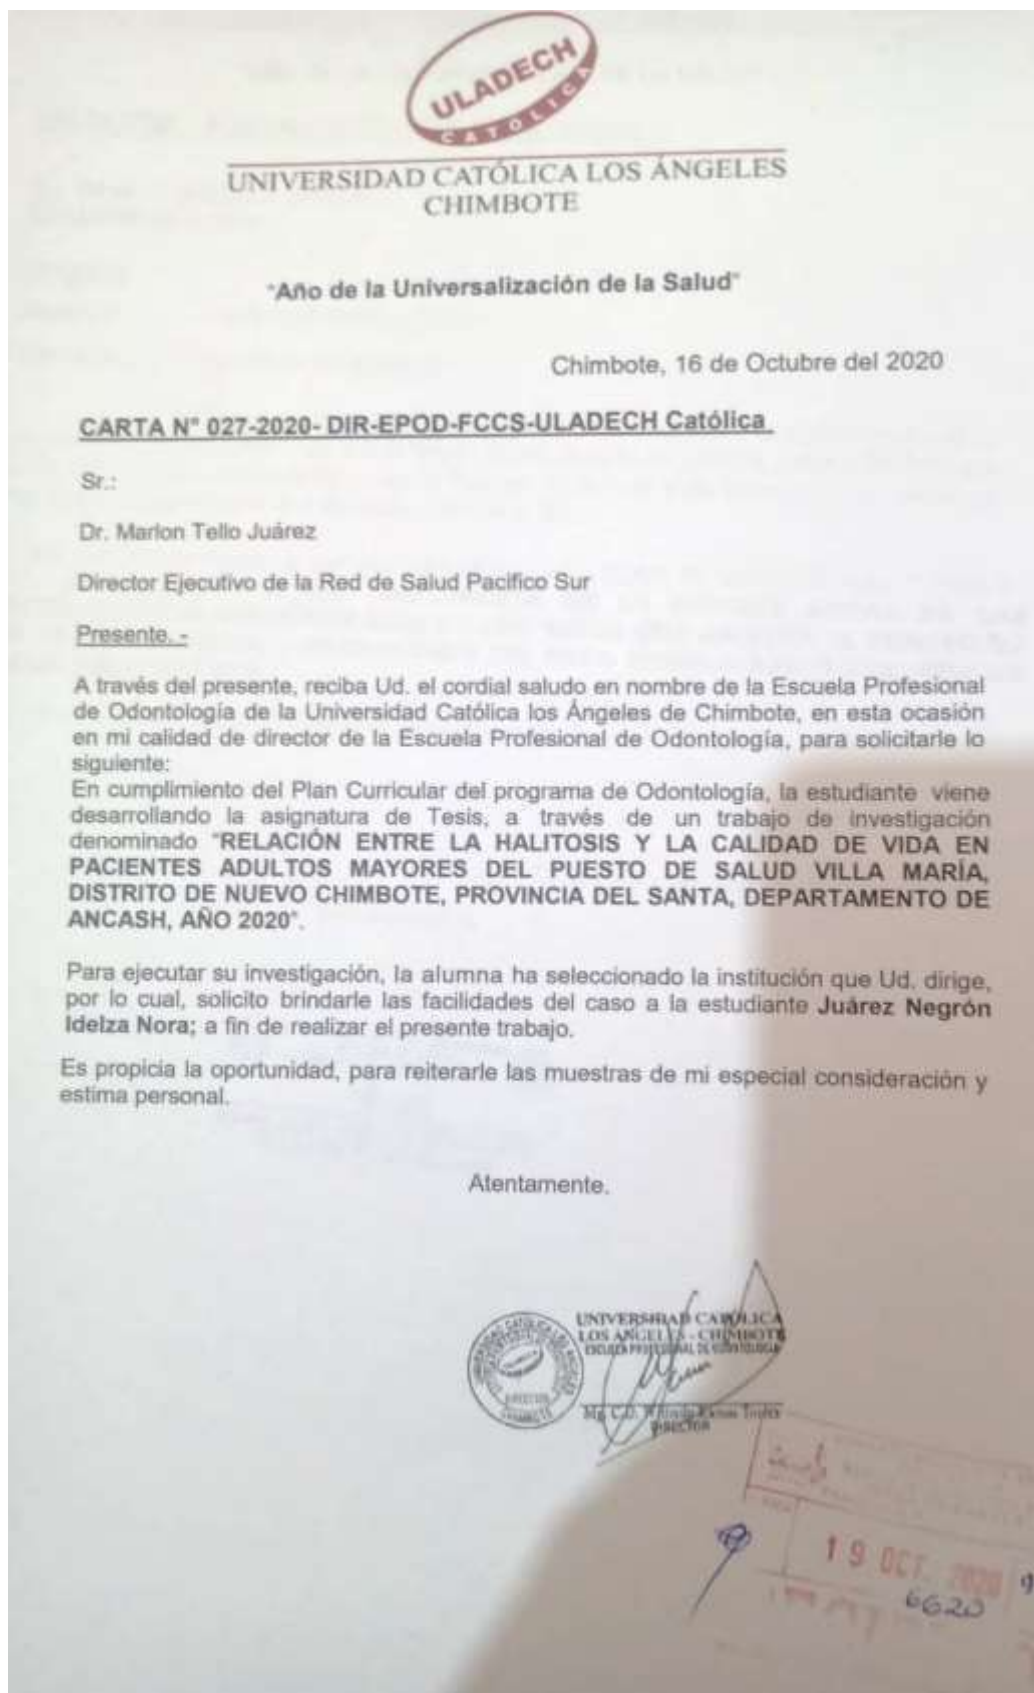 ULADECH
CATOLICA
UNIVERSIDAD CATÓLICA LOS ÁNGELES
CHIMBOTE
"Año de la Universalización de la Salud"
Chimbote, 16 de Octubre del 2020
CARTA N° 027-2020- DIR-EPOD-FCCS-ULADECH Católica
Sr.:
Dr. Marlon Tello Juárez
Director Ejecutivo de la Red de Salud Pacifico Sur
Presente. -
A través del presente, reciba Ud. el cordial saludo en nombre de la Escuela Profesional
de Odontología de la Universidad Católica los Ángeles de Chimbote, en esta ocasión
en mi calidad de director de la Escuela Profesional de Odontología, para solicitarle lo
siguiente:
En cumplimiento del Plan Curricular del programa de Odontología, la estudiante viene
desarrollando la asignatura de Tesis, a través de un trabajo de investigación
denominado "RELACIÓN ENTRE LA HALITOSIS Y LA CALIDAD DE VIDA EN
PACIENTES ADULTOS MAYORES DEL PUESTO DE SALUD VILLA MARÍA,
DISTRITO DE NUEVO CHIMBOTE, PROVINCIA DEL SANTA, DEPARTAMENTO DE
ANCASH, AÑO 2020".
Para ejecutar su investigación, la alumna ha seleccionado la institución que Ud. dirige,
por lo cual, solicito brindarle las facilidades del caso a la estudiante Juárez Negrón
Idelza Nora; a fin de realizar el presente trabajo.
Es propicia la oportunidad, para reiterarle las muestras de mi especial consideración y
estima personal.
Atentamente.
UNIVERSIDAD CATÓLICA
LOS ANGELES - CHIMBOTE
ESCUELA PROFESIONAL DE ODONTOLOGIA
Mg. C.D.
DIRECTOR
DIRECCION
CHIMBOTE
19 OCT. 2020
6620